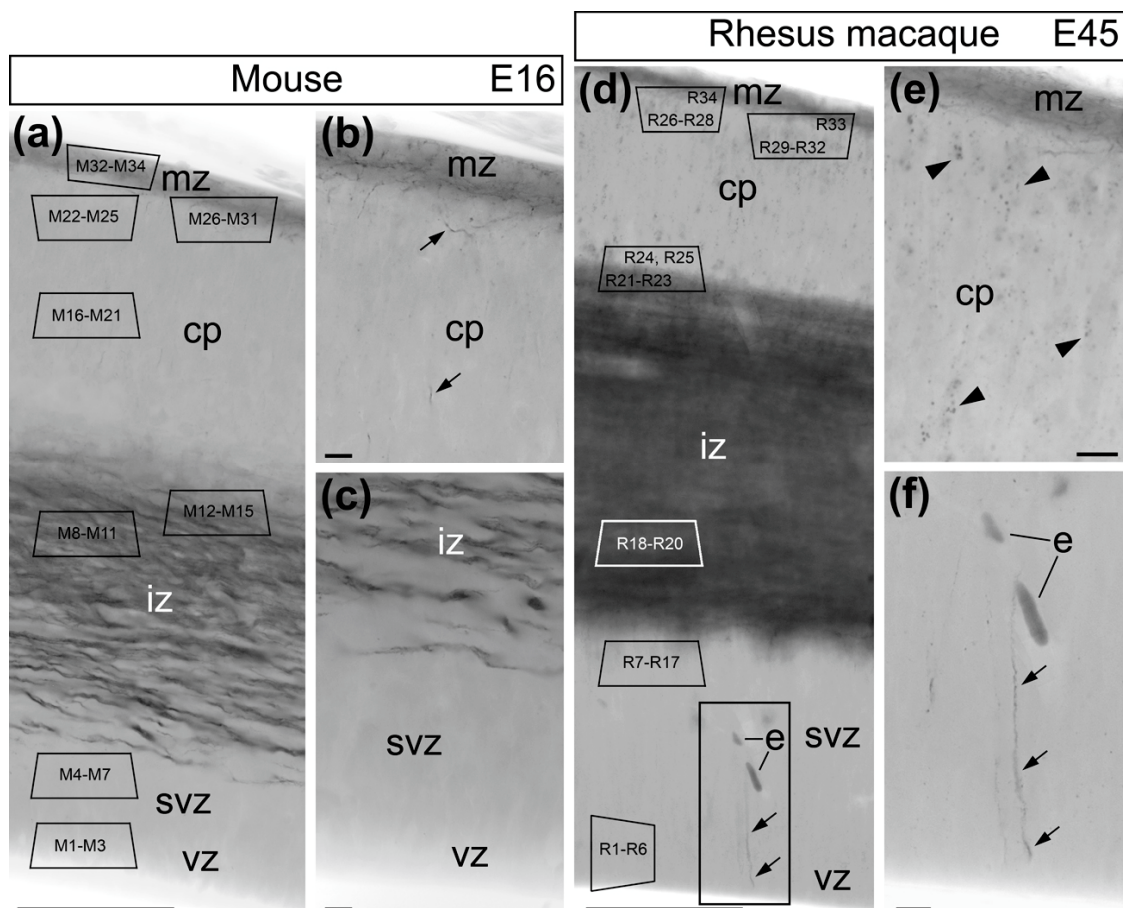 Mouse E16
Rhesus macaque E45
(a)
M32-M34
mz
M22-M25
M26-M31
M16-M21
cp
M12-M15
M8-M11
iz
M4-M7
svz
M1-M3
vz
(b)
mz
cp
(c)
iz
svz
vz
(d)
R34
mz
R26-R28
R33
R29-R32
cp
R24, R25
R21-R23
iz
R18-R20
R7-R17
e
svz
R1-R6
vz
(e)
mz
cp
(f)
e